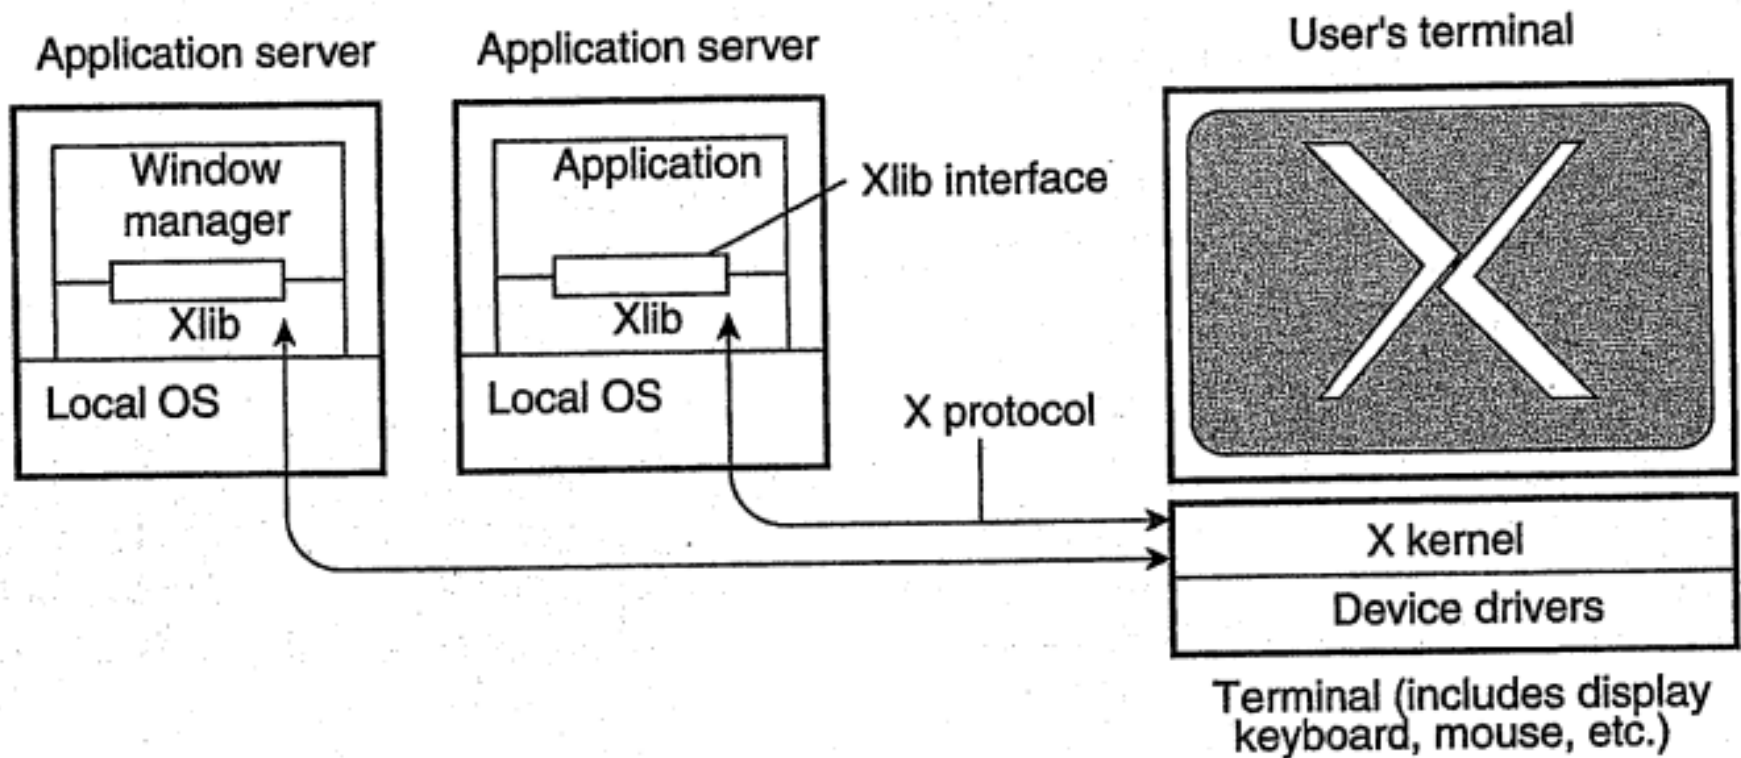 Application server
Application server
User's terminal
Window
manager
Xlib
Local OS
Application
Xlib interface
Xlib
Local OS
X protocol
X
X kernel
Device drivers
Terminal (includes display
keyboard, mouse, etc.)